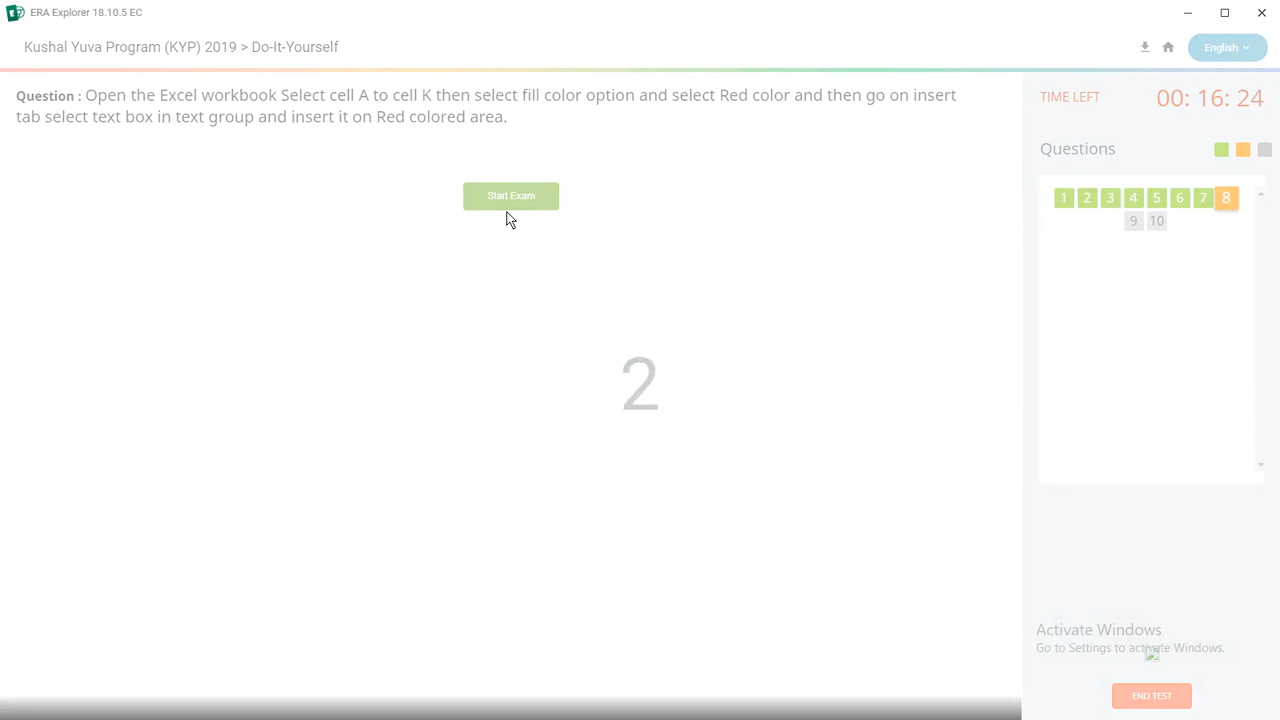 ERA Explorer 18.10.5 EC
Kushal Yuva Program (KYP) 2019 > Do-It-Yourself
English
Question : Open the Excel workbook Select cell A to cell K then select fill color option and select Red color and then go on insert
tab select text box in text group and insert it on Red colored area.
TIME LEFT 00: 16: 24
Questions
Start Exam
1 2 3 4 5 6 7 8
9 10
2
Activate Windows
Go to Settings to activate Windows.
END TEST